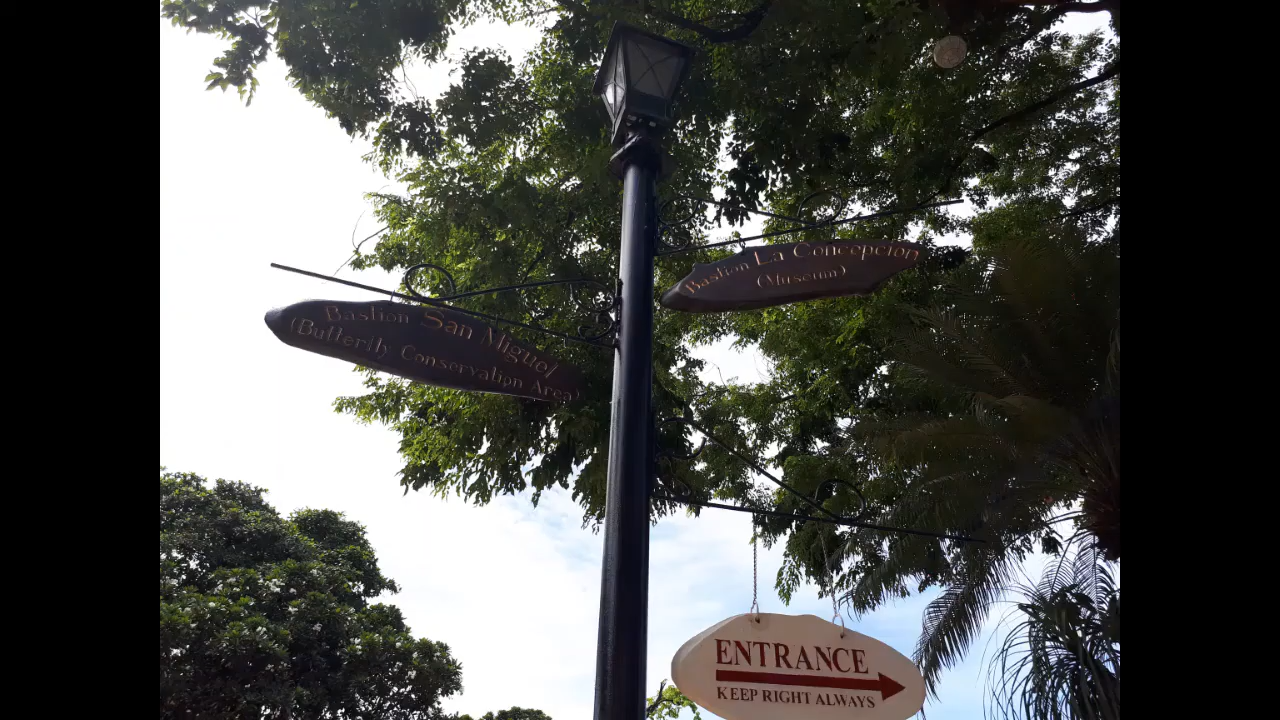 Bastion San Miguel
(Butterfly Conservation Area)
Bastion La Concepcion
(Museum)
ENTRANCE
KEEP RIGHT ALWAYS